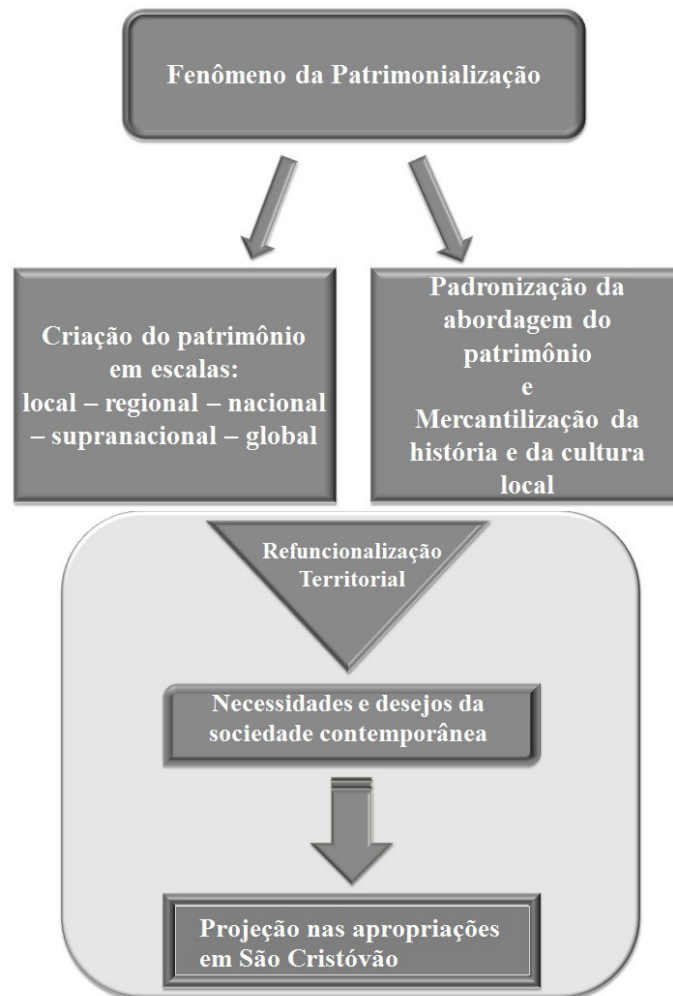 Fenômeno da Patrimonialização
Criação do patrimônio
em escalas:
local – regional – nacional
– supranacional – global
Padronização da
abordagem do
patrimônio
e
Mercantilização da
história e da cultura
local
Refuncionalização
Territorial
Necessidades e desejos da
sociedade contemporânea
Projeção nas apropriações
em São Cristóvão